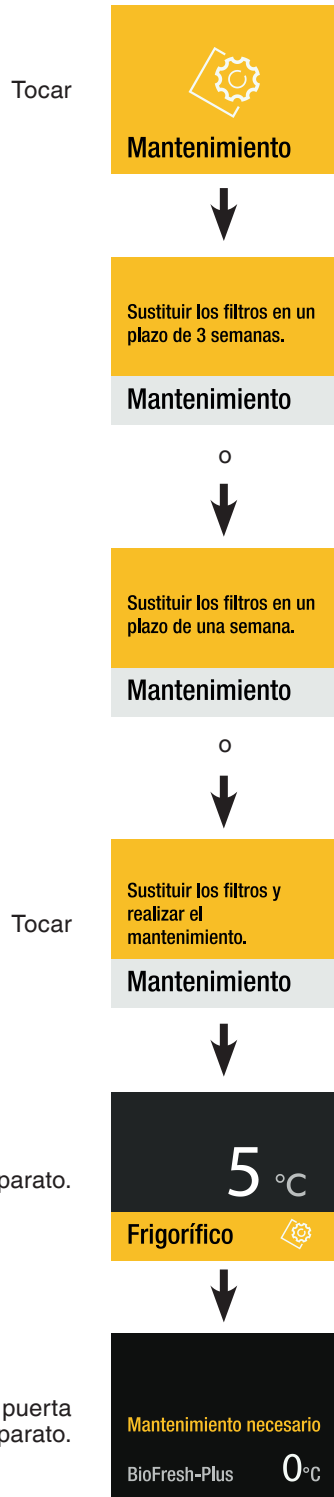 Tocar
Mantenimiento
Sustituir los filtros en un
plazo de 3 semanas.
Mantenimiento
o
Sustituir los filtros en un
plazo de una semana.
Mantenimiento
o
Tocar
Sustituir los filtros y
realizar el
mantenimiento.
Mantenimiento
parato.
5 °C
Frigorífico
puerta
parato.
Mantenimiento necesario
BioFresh-Plus 0°C